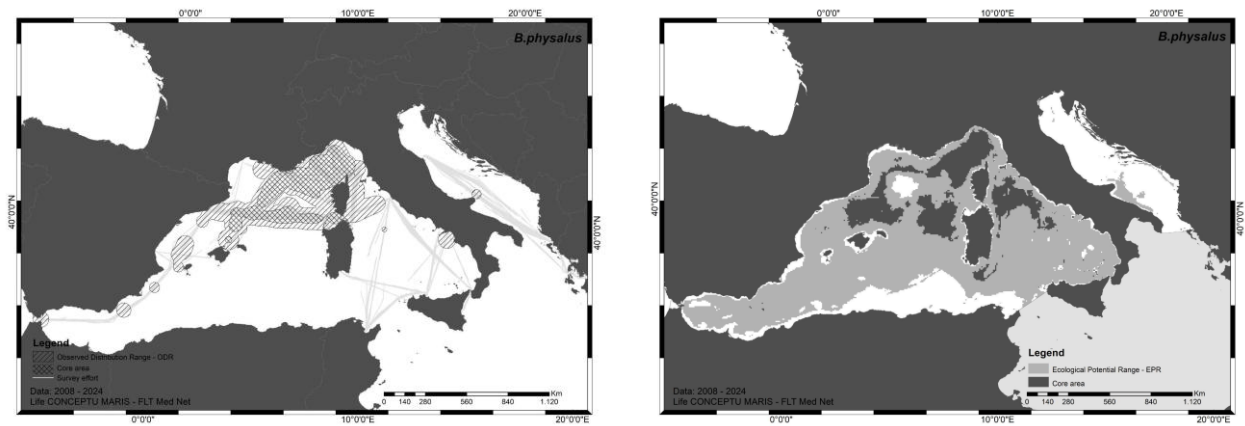 0°0'0" 10°0'0"E 20°0'0"E
B.physalus
40°0'0"N
40°0'0"N
Legend
Observed Distribution Range - ODR
Core area
Survey effort
Data: 2008 - 2024
Life CONCEPTU MARIS - FLT Med Net
Km
0 140 280 560 840 1.120
0°0'0" 10°0'0"E 20°0'0"E
0°0'0" 10°0'0"E 20°0'0"E
B.physalus
40°0'0"N
40°0'0"N
Legend
Ecological Potential Range - EPR
Core area
Data: 2008 - 2024
Life CONCEPTU MARIS - FLT Med Net
Km
0 140 280 560 840 1.120
0°0'0" 10°0'0"E 20°0'0"E